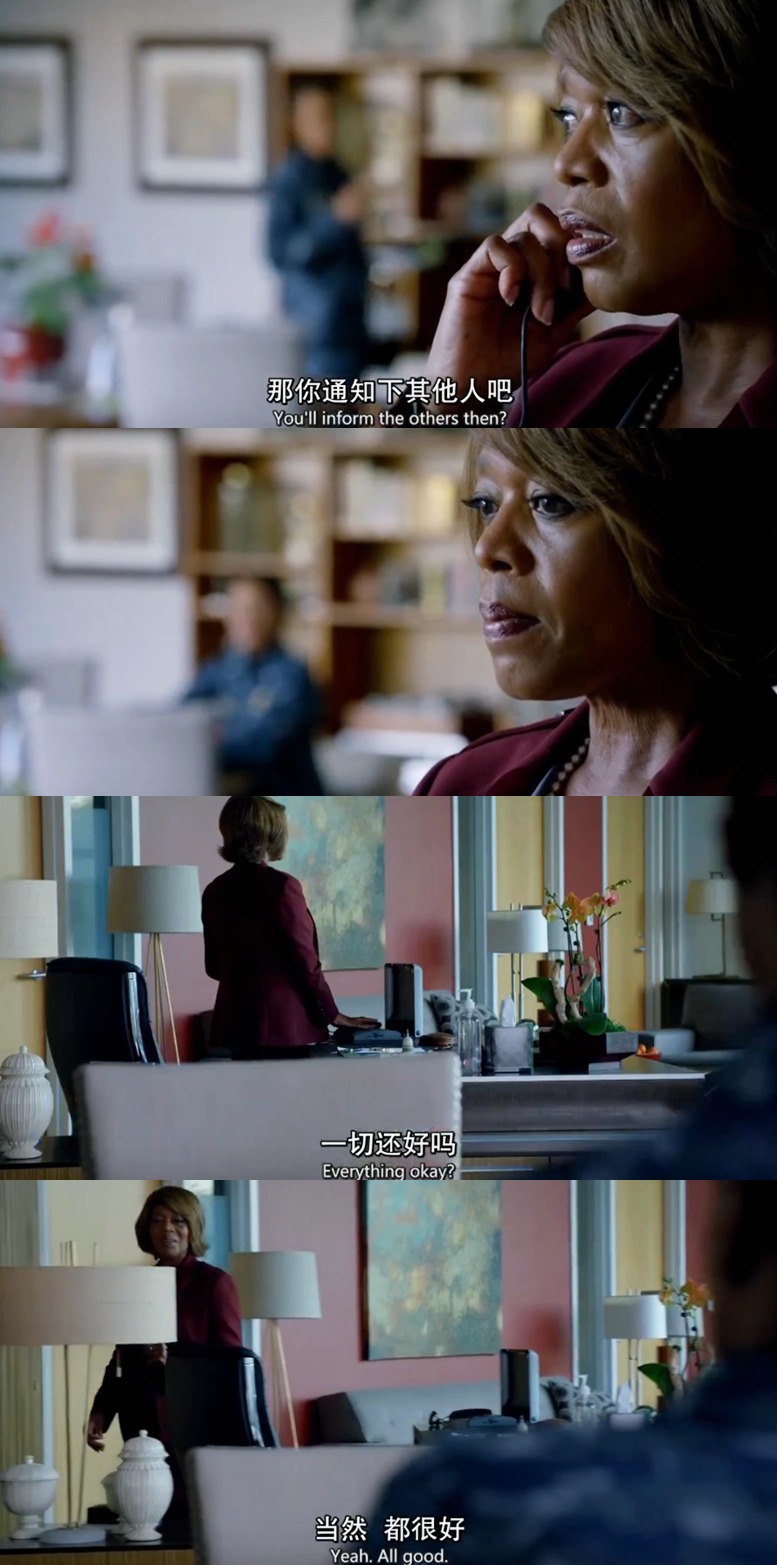 那你通知下其他人吧
You'll inform the others then?
一切还好吗
Everything okay?
当然 都很好
Yeah. All good.